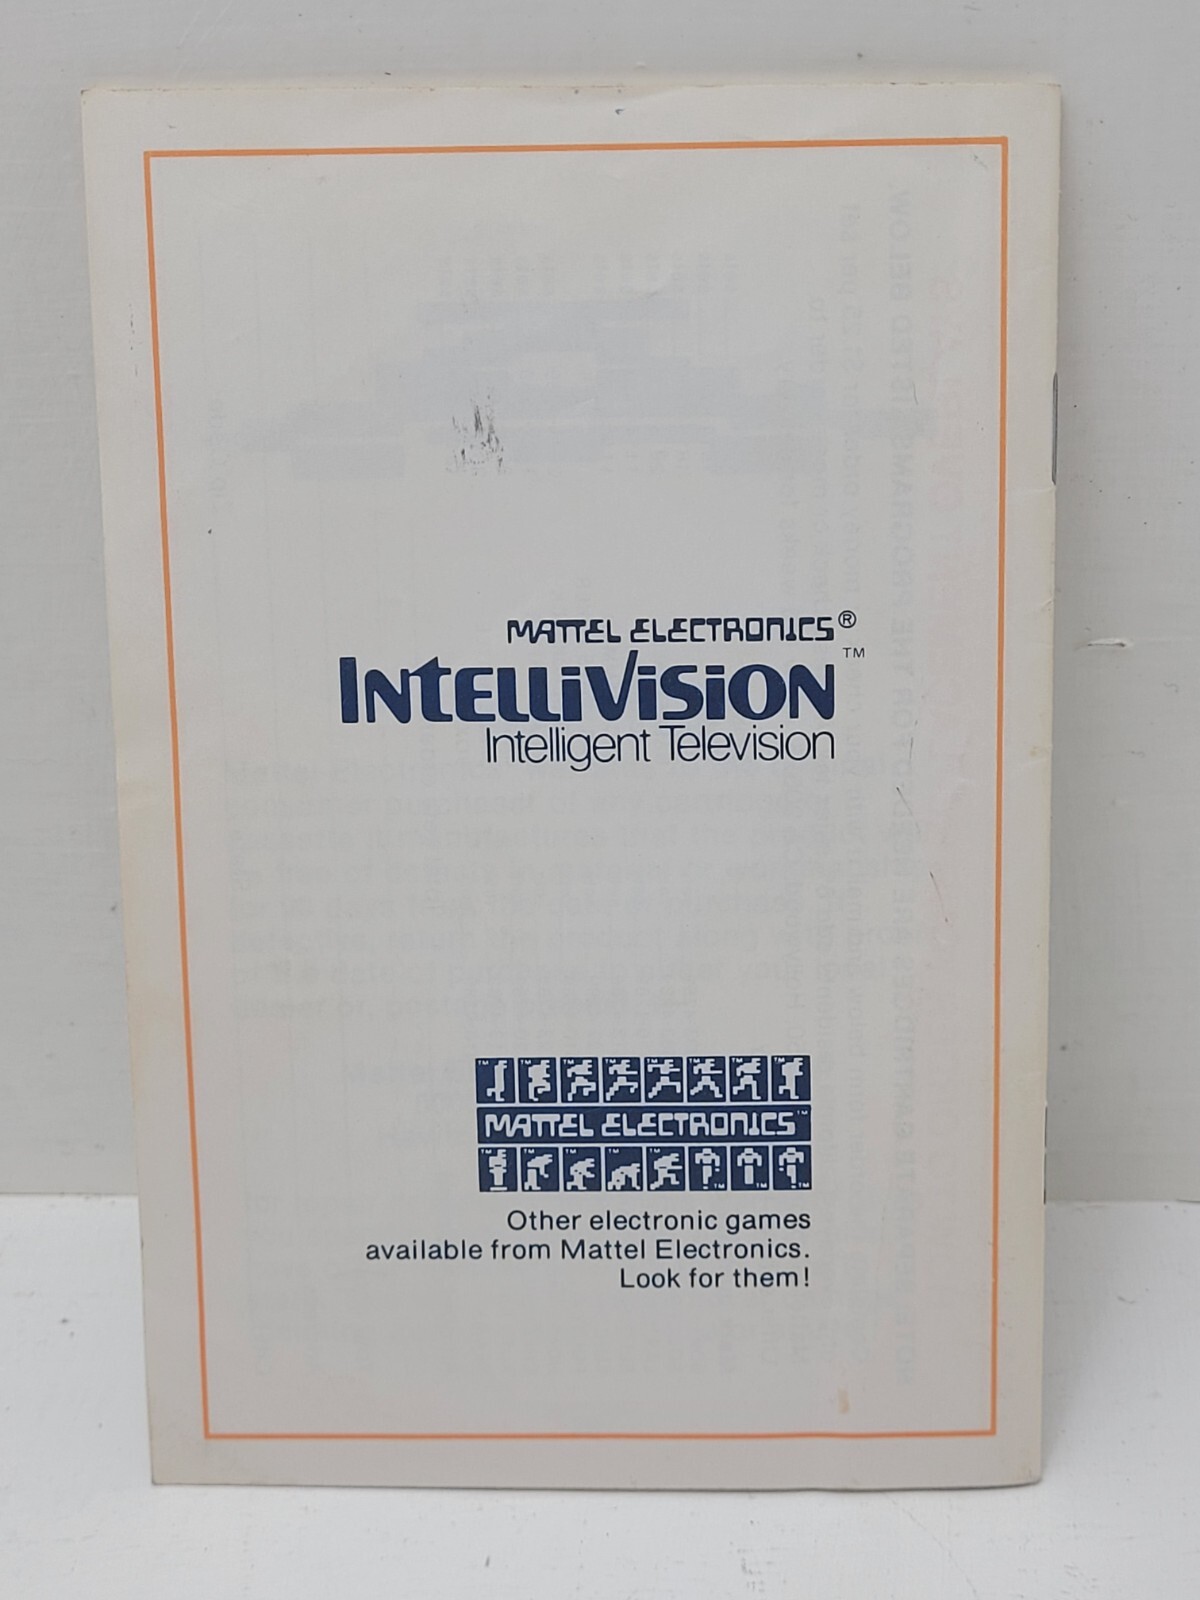 MATTEL ELECTRONICS®
INTELLIVISION™
Intelligent Television
MATTEL ELECTRONICS™
Other electronic games
available from Mattel Electronics.
Look for them!